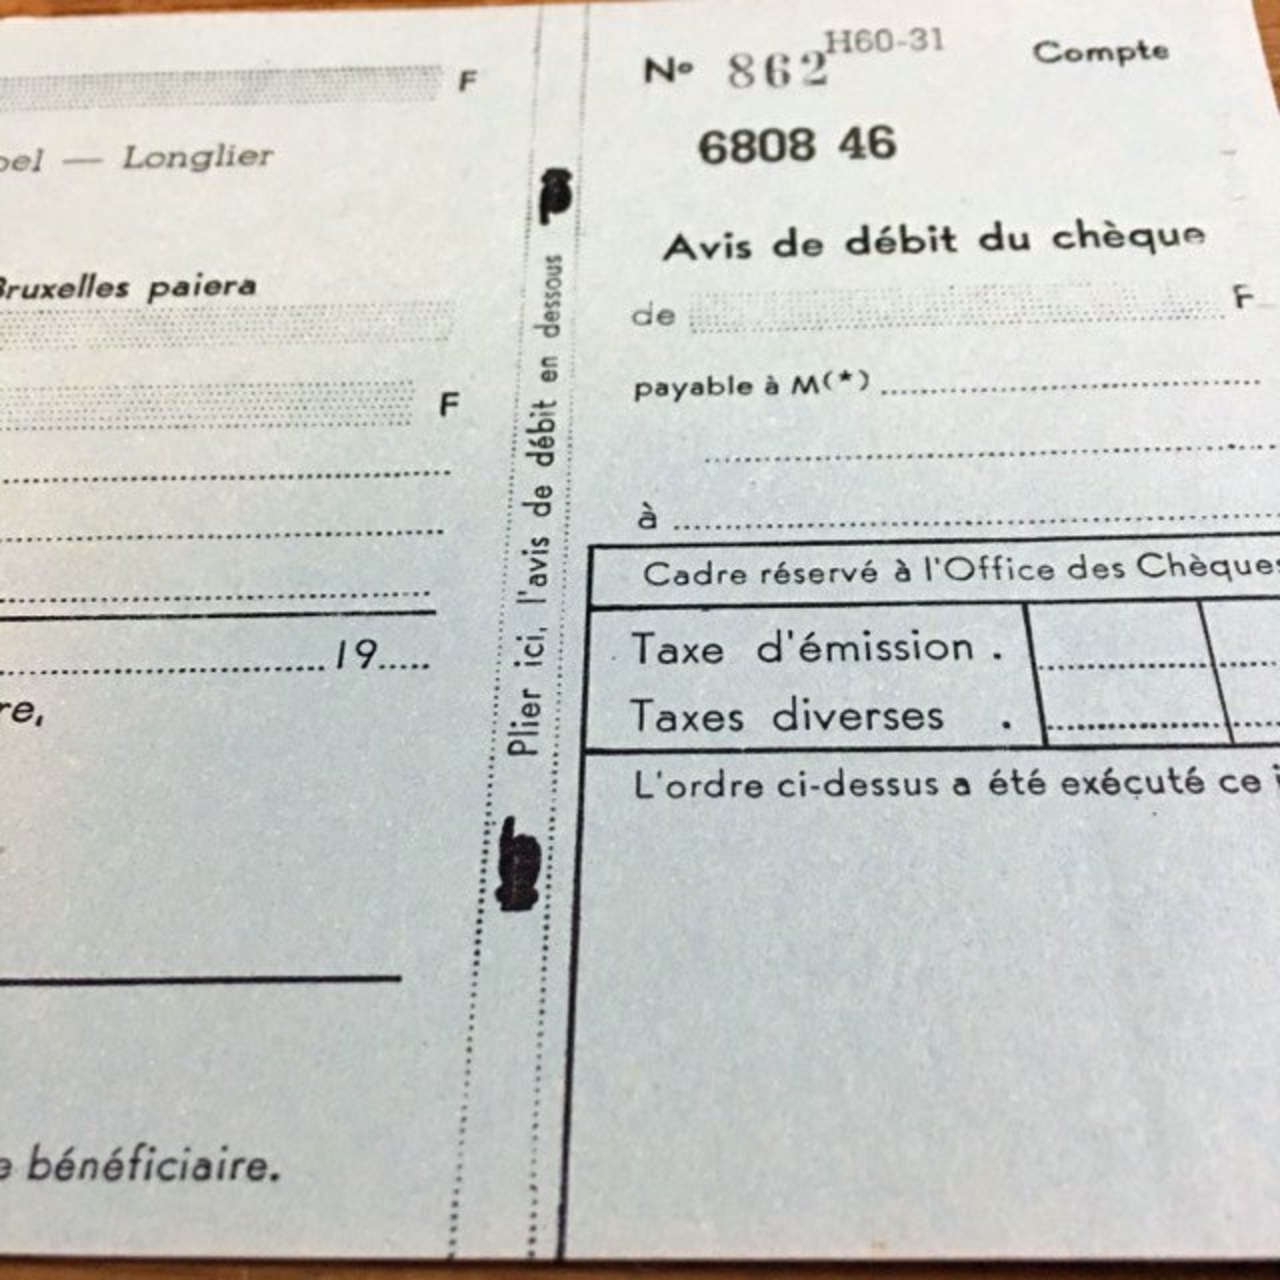 F
Longlier
Bruxelles paiera
F
19
bénéficiaire.
Plier ici, l'avis de débit en dessous
Nº 862 H60-31 Compte
6808 46
Avis de débit du chèque
de F
payable à M(*)
à
Cadre réservé à l'Office des Chèques
Taxe d'émission .
Taxes diverses .
L'ordre ci-dessus a été exécuté ce